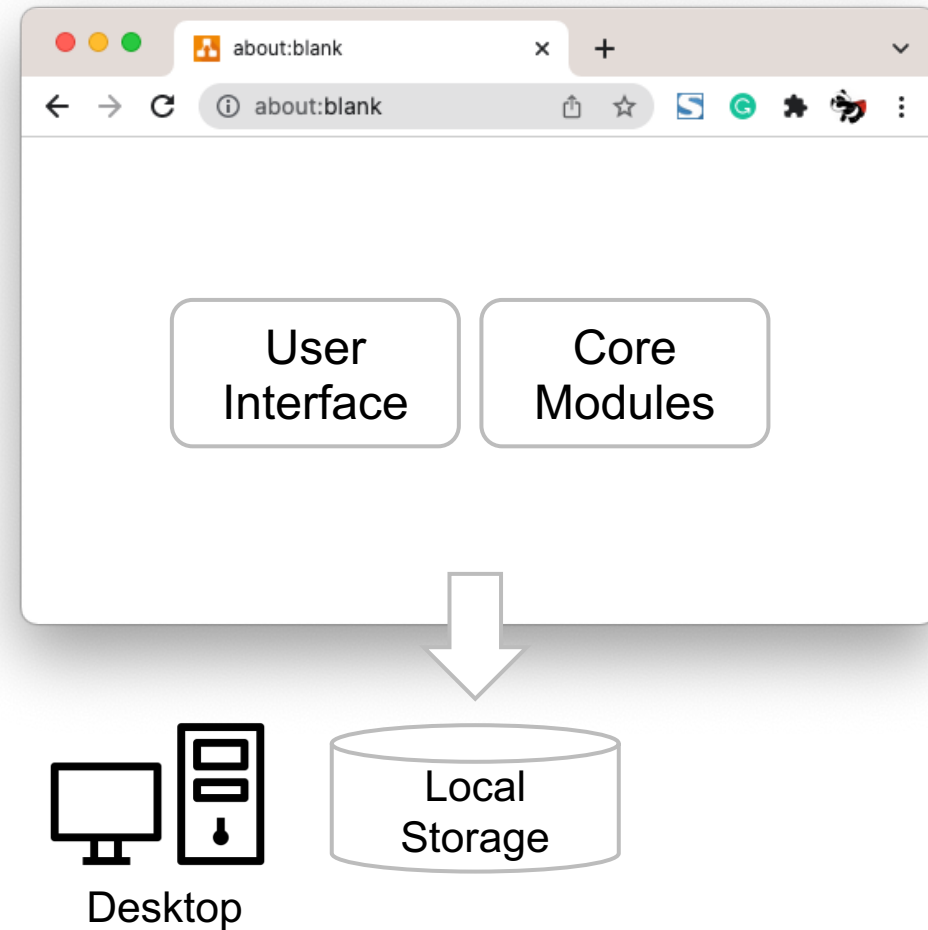 about:blank
about:blank
User
Interface
Core
Modules
Local
Storage
Desktop